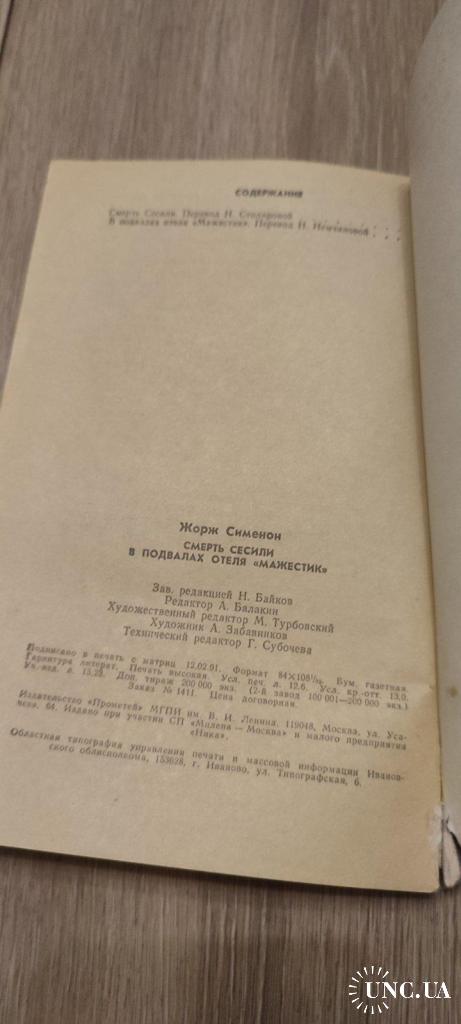 СОДЕРЖАНИЕ
Смерть Сесили. Перевод Н. Столяровой
В подвалах отеля «Мажестик». Перевод Н. Немчиновой
Жорж Сименон
СМЕРТЬ СЕСИЛИ
В ПОДВАЛАХ ОТЕЛЯ «МАЖЕСТИК»
Зав. редакцией Н. Байков
Редактор А. Балакин
Художественный редактор М. Турбовский
Художник А. Забавников
Технический редактор Г. Субочева
Подписано в печать с матриц 12.02.91. Формат 84×108¹/₃₂. Бум. газетная.
Гарнитура литерат. Печать высокая. Усл. печ. л. 12,6. Усл. кр.-отт. 13,0.
Уч.-изд. л. 13,25. Доп. тираж 200 000 экз. (2-й завод 100 001—200 000 экз.)
Заказ № 1411. Цена договорная.
Издательство «Прометей» МГПИ им. В. И. Ленина. 119048, Москва, ул. Уса-
чева, 64. Издано при участии СП «Милена — Москва» и малого предприятия
«Ника».
Областная типография управления печати и массовой информации Иванов-
ского облисполкома, 153628, г. Иваново, ул. Типографская, 6.
UNC.UA